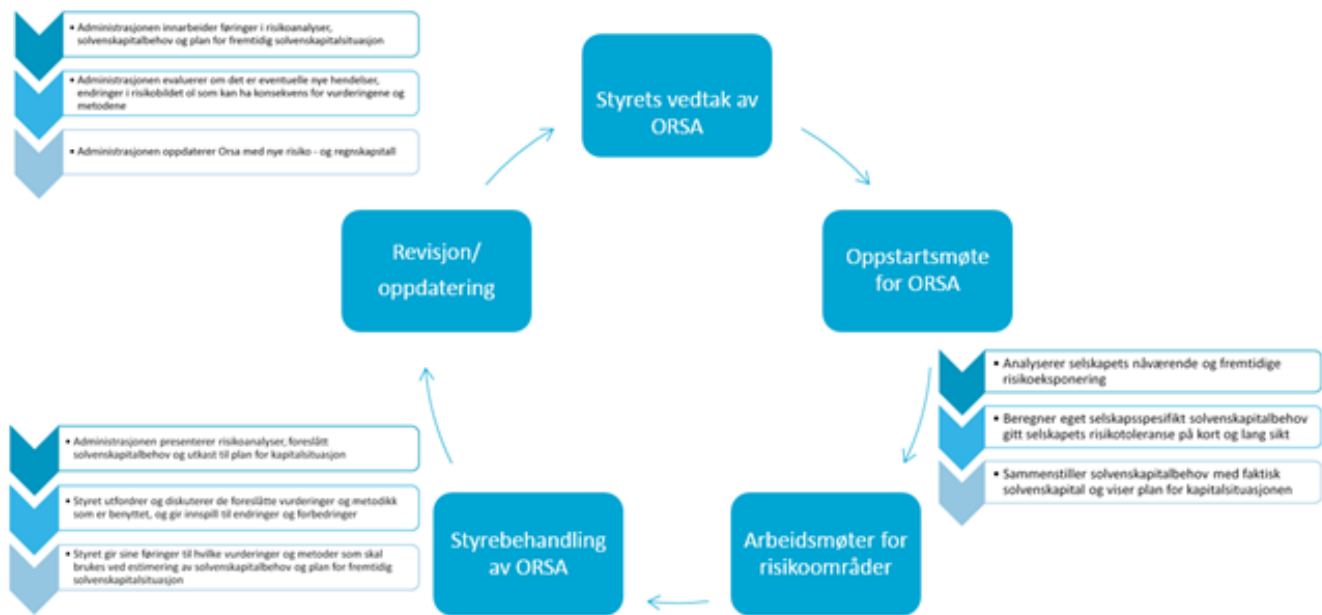 • Administrasjonen innarbeider føringer i risikoanalyser,
solvenskapitalbehov og plan for fremtidig solvenskapitalsituasjon
• Administrasjonen evaluerer om det er eventuelle nye hendelser,
endringer i risikobildet ol som kan ha konsekvens for vurderingene og
metodene
• Administrasjonen oppdaterer Orsa med nye risiko - og regnskapstall
Styrets vedtak av
ORSA
Oppstartsmøte
for ORSA
• Analyserer selskapets nåværende og fremtidige
risikoeksponering
• Beregner eget selskapsspesifikt solvenskapitalbehov
gitt selskapets risikotoleranse på kort og lang sikt
• Sammenstiller solvenskapitalbehov med faktisk
solvenskapital og viser plan for kapitalsituasjonen
Arbeidsmøter for
risikoområder
Styrebehandling
av ORSA
• Administrasjonen presenterer risikoanalyser, foreslått
solvenskapitalbehov og utkast til plan for kapitalsituasjon
• Styret utfordrer og diskuterer de foreslåtte vurderinger og metodikk
som er benyttet, og gir innspill til endringer og forbedringer
• Styret gir sine føringer til hvilke vurderinger og metoder som skal
brukes ved estimering av solvenskapitalbehov og plan for fremtidig
solvenskapitalsituasjon
Revisjon/
oppdatering